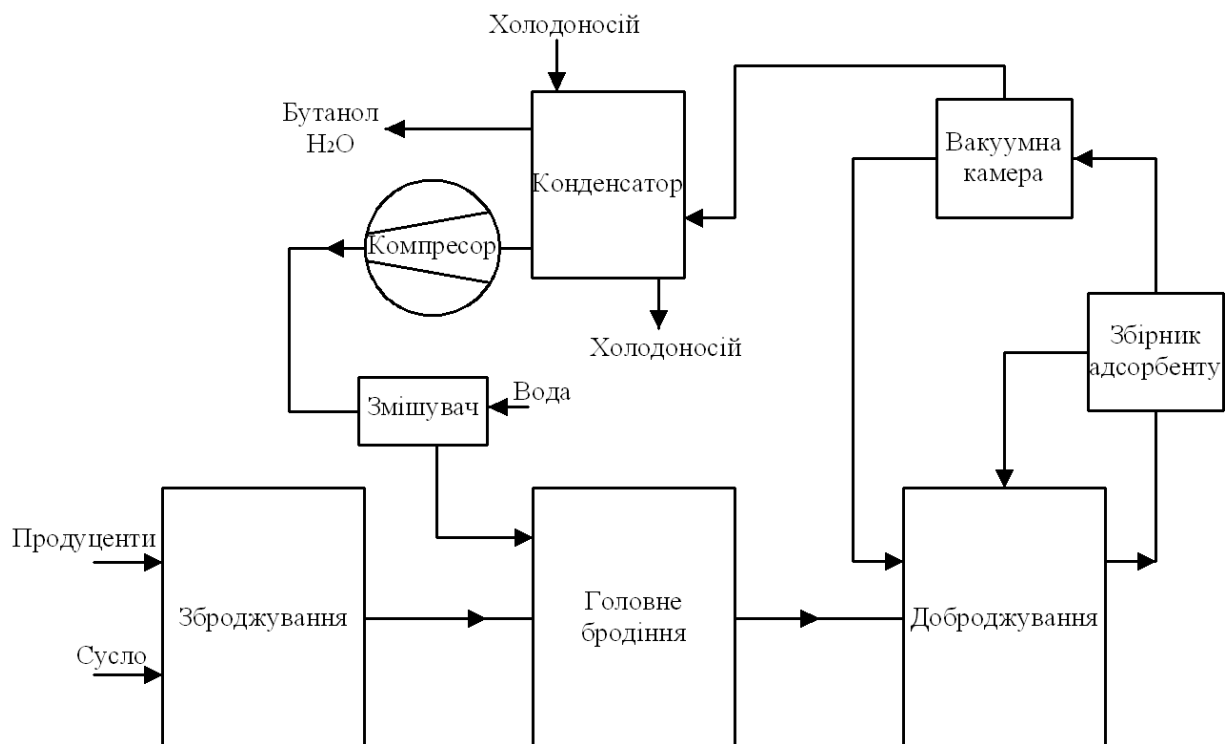 Холодоносій
Бутанол
H₂O
Конденсатор
Вакуумна
камера
Компресор
Холодоносій
Збірник
адсорбенту
Змішувач
Вода
Продуценти
Зброджування
Головне
бродіння
Доброджування
Сусло